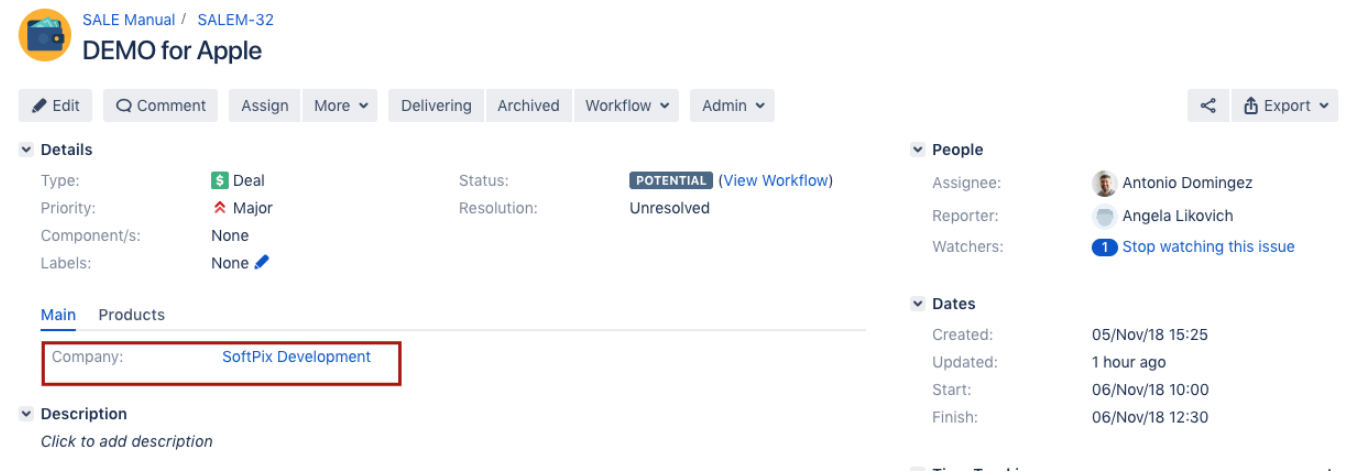 SALE Manual / SALEM-32
DEMO for Apple
Edit Comment Assign More Delivering Archived Workflow Admin Export
Details
Type: Deal Status: POTENTIAL (View Workflow)
Priority: Major Resolution: Unresolved
Component/s: None
Labels: None
Main Products
Company: SoftPix Development
Description
Click to add description
People
Assignee: Antonio Domingez
Reporter: Angela Likovich
Watchers: 1 Stop watching this issue
Dates
Created: 05/Nov/18 15:25
Updated: 1 hour ago
Start: 06/Nov/18 10:00
Finish: 06/Nov/18 12:30